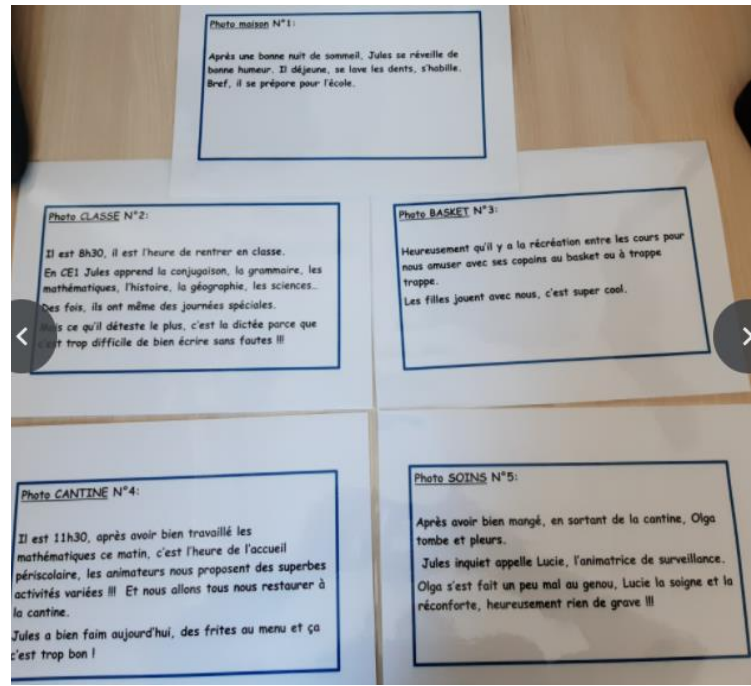 Photo maison N°1:
Après une bonne nuit de sommeil, Jules se réveille de
bonne humeur. Il déjeune, se lave les dents, s'habille.
Bref, il se prépare pour l'école.
Photo CLASSE N°2:
Il est 8h30, il est l'heure de rentrer en classe.
En CE1 Jules apprend la conjugaison, la grammaire, les
mathématiques, l'histoire, la géographie, les sciences...
Des fois, ils ont même des journées spéciales.
Mais ce qu'il déteste le plus, c'est la dictée parce que
c'est trop difficile de bien écrire sans fautes !!!
Photo BASKET N°3:
Heureusement qu'il y a la récréation entre les cours pour
nous amuser avec ses copains au basket ou à trappe
trappe.
Les filles jouent avec nous, c'est super cool.
Photo CANTINE N°4:
Il est 11h30, après avoir bien travaillé les
mathématiques ce matin, c'est l'heure de l'accueil
périscolaire, les animateurs nous proposent des superbes
activités variées !!! Et nous allons tous nous restaurer à
la cantine.
Jules a bien faim aujourd'hui, des frites au menu et ça
c'est trop bon !
Photo SOINS N°5:
Après avoir bien mangé, en sortant de la cantine, Olga
tombe et pleurs.
Jules inquiet appelle Lucie, l'animatrice de surveillance.
Olga s'est fait un peu mal au genou, Lucie la soigne et la
réconforte, heureusement rien de grave !!!